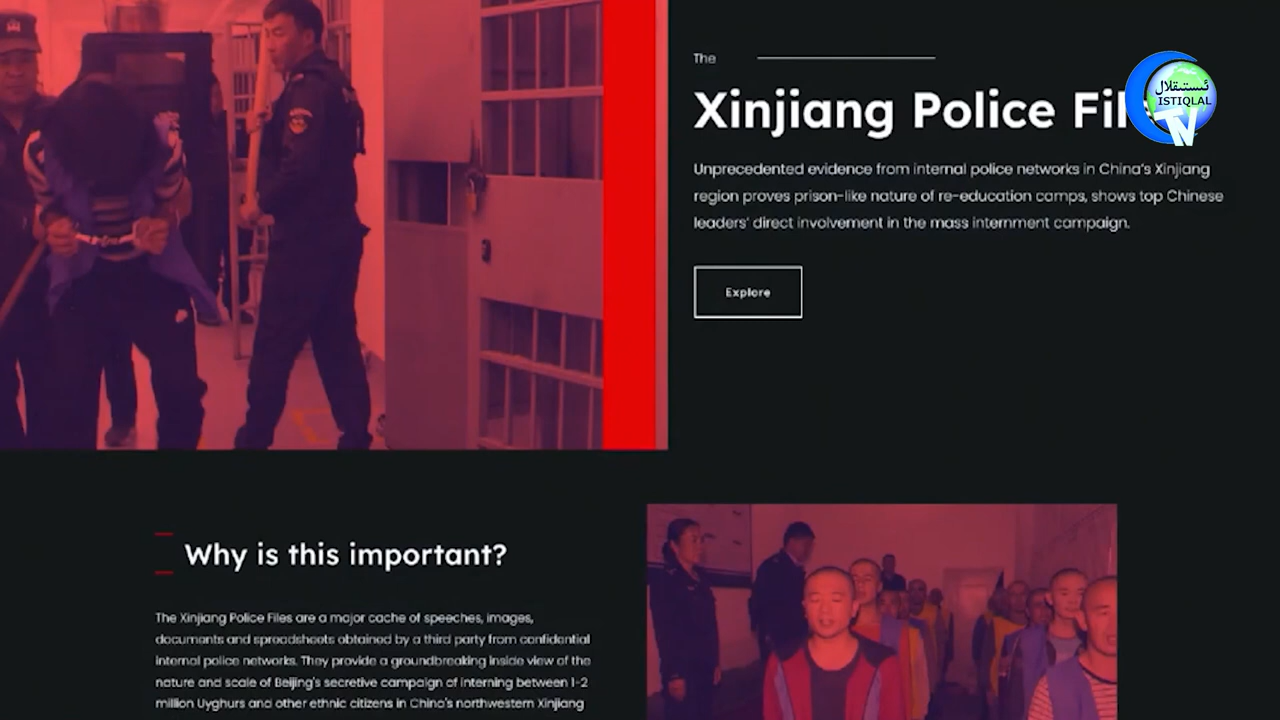 The
Xinjiang Police Fil
ئىستىقلال
ISTIQLAL
TV
Unprecedented evidence from internal police networks in China's Xinjiang
region proves prison-like nature of re-education camps, shows top Chinese
leaders' direct involvement in the mass internment campaign.
Explore
Why is this important?
The Xinjiang Police Files are a major cache of speeches, images,
documents and spreadsheets obtained by a third party from confidential
internal police networks. They provide a groundbreaking inside view of the
nature and scale of Beijing's secretive campaign of interning between 1-2
million Uyghurs and other ethnic citizens in China's northwestern Xinjiang